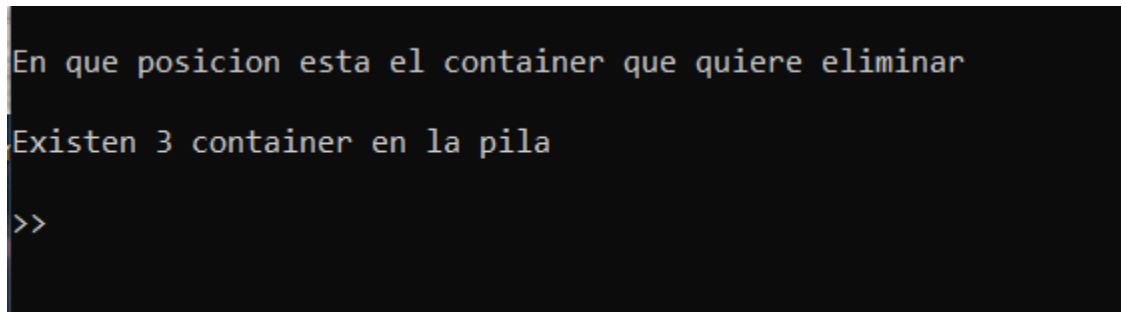 En que posicion esta el container que quiere eliminar
Existen 3 container en la pila
>>